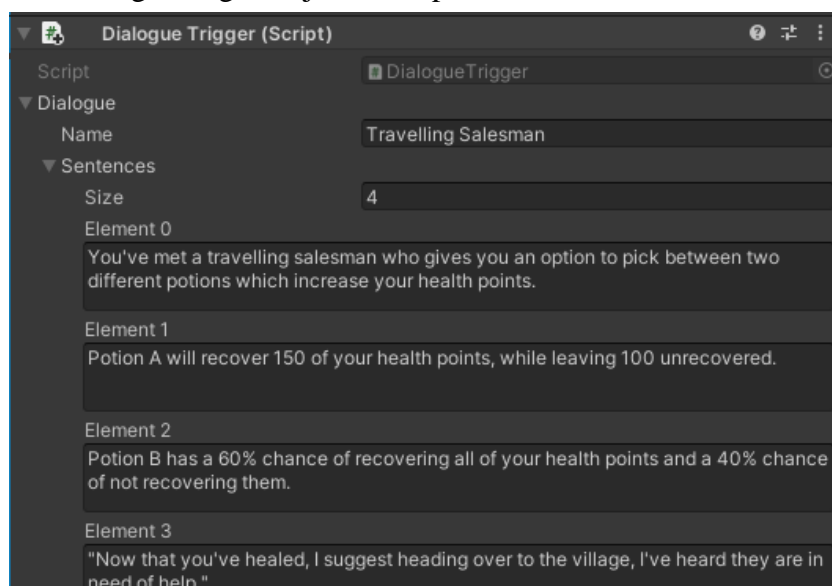 Dialogue Trigger (Script)
Script
DialogueTrigger
Dialogue
Name
Travelling Salesman
Sentences
Size
4
Element 0
You've met a travelling salesman who gives you an option to pick between two
different potions which increase your health points.
Element 1
Potion A will recover 150 of your health points, while leaving 100 unrecovered.
Element 2
Potion B has a 60% chance of recovering all of your health points and a 40% chance
of not recovering them.
Element 3
"Now that you've healed, I suggest heading over to the village, I've heard they are in
need of help."